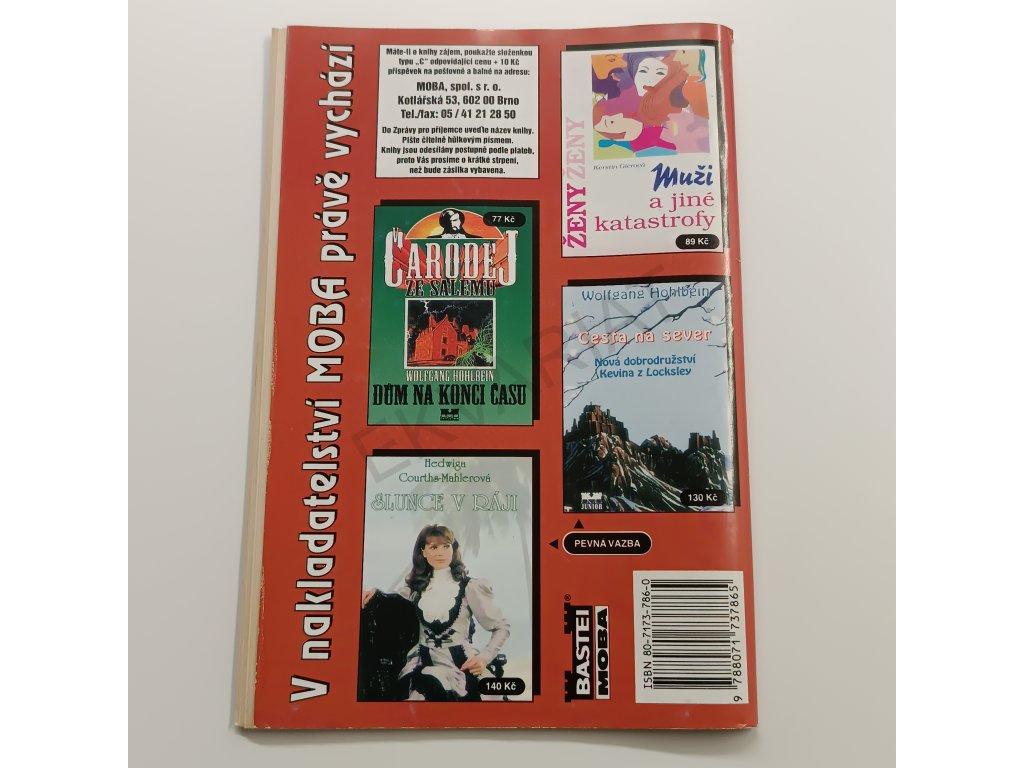 V nakladatelství MOBA právě vychází
Máte-li o knihy zájem, poukažte složenkou
typu „C" odpovídající cenu + 10 Kč
příspěvek na poštovné a balné na adresu:
MOBA, spol. s r. o.
Kotlářská 53, 602 00 Brno
Tel./fax: 05 / 41 21 28 50
Do Zprávy pro příjemce uveďte název knihy.
Pište čitelně hůlkovým písmem.
Knihy jsou odesílány postupně podle plateb,
proto Vás prosíme o krátké strpení,
než bude zásilka vybavena.
ŽENY ŽENY
Kerstin Gierová
Muži
a jiné
katastrofy
89 Kč
77 Kč
ČARODĚJ
ZE SALEMU
WOLFGANG HOHLBEIN
DŮM NA KONCI ČASU
Wolfgang Hohlbein
Cesta na sever
Nová dobrodružství
Kevina z Locksley
JUNIOR
130 Kč
Hedwiga
Courths-Mahlerová
SLUNCE V RÁJI
140 Kč
PEVNÁ VAZBA
BASTEI
MOBA
®
ISBN 80-7173-786-0
9 788071 737865